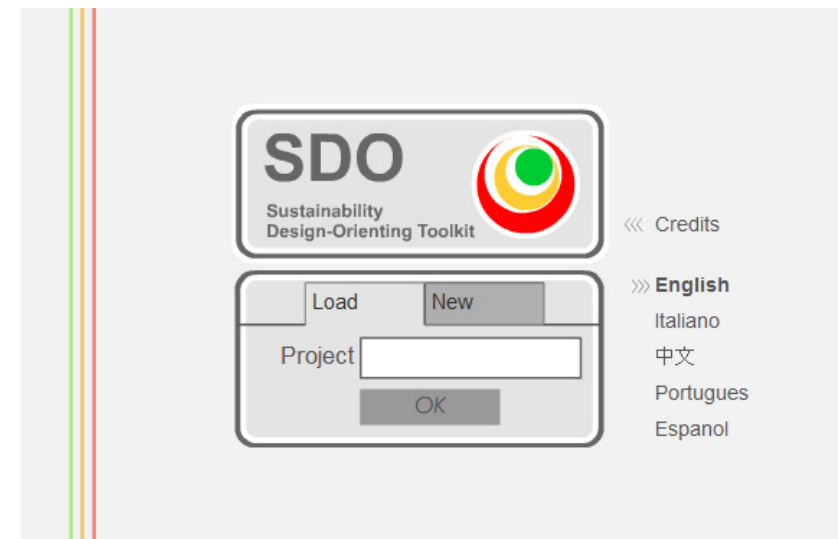 SDO
Sustainability
Design-Orienting Toolkit
Credits
Load
New
Project
OK
English
Italiano
中文
Portugues
Espanol